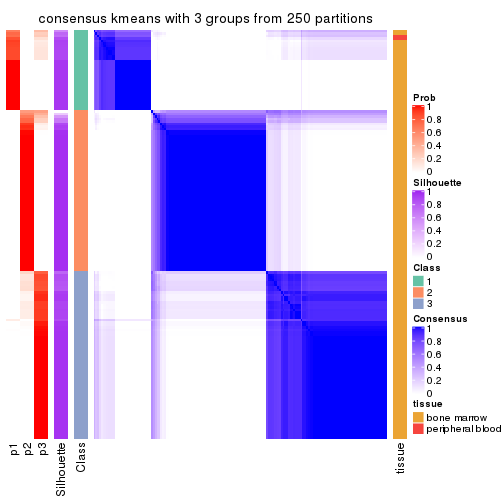 consensus kmeans with 3 groups from 250 partitions
Prob
1
0.8
0.6
0.4
0.2
0
Silhouette
1
0.8
0.6
0.4
0.2
0
Class
1
2
3
Consensus
1
0.8
0.6
0.4
0.2
0
tissue
bone marrow
peripheral blood
p1
p2
p3
Silhouette
Class
tissue